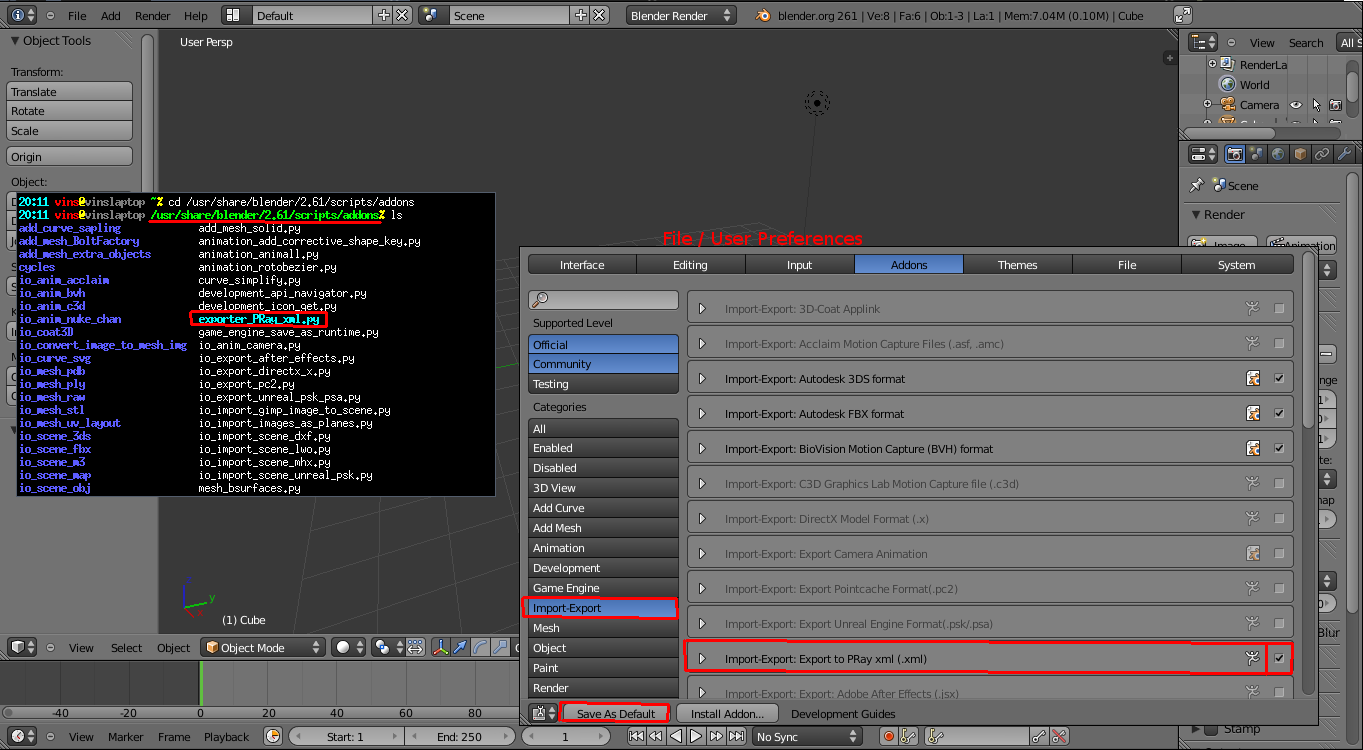 File Add Render Help Default Scene Blender Render blender.org 261 | Ve:8 | Fa:6 | Ob:1-3 | La:1 | Mem:7.04M (0.10M) | Cube
Object Tools
User Persp
View Search All S
Transform:
Translate
Rotate
Scale
Origin
Object:
RenderLa
World
Camera
Scene
Render
Image
Animation
20:11 vins@vinslaptop ~% cd /usr/share/blender/2.61/scripts/addons
20:11 vins@vinslaptop /usr/share/blender/2.61/scripts/addons% ls
add_curve_sapling add_mesh_solid.py
add_mesh_BoltFactory animation_add_corrective_shape_key.py
add_mesh_extra_objects animation_animall.py
cycles animation_rotobezier.py
io_anim_acclaim curve_simplify.py
io_anim_bvh development_api_navigator.py
io_anim_c3d development_icon_get.py
io_anim_nuke_chan exporter_PRay_xml.py
io_coat3D game_engine_save_as_runtime.py
io_convert_image_to_mesh_img io_anim_camera.py
io_curve_svg io_export_after_effects.py
io_mesh_pdb io_export_directx_x.py
io_mesh_ply io_export_pc2.py
io_mesh_raw io_export_unreal_psk_psa.py
io_mesh_stl io_import_gimp_image_to_scene.py
io_mesh_uv_layout io_import_images_as_planes.py
io_scene_3ds io_import_scene_dxf.py
io_scene_fbx io_import_scene_lwo.py
io_scene_m3 io_import_scene_mhx.py
io_scene_map io_import_scene_unreal_psk.py
io_scene_obj mesh_bsurfaces.py
File / User Preferences
Interface Editing Input Addons Themes File System
Supported Level
Official
Community
Testing
Categories
All
Enabled
Disabled
3D View
Add Curve
Add Mesh
Animation
Development
Game Engine
Import-Export
Mesh
Object
Paint
Render
Import-Export: 3D-Coat Applink
Import-Export: Acclaim Motion Capture Files (.asf, .amc)
Import-Export: Autodesk 3DS format
Import-Export: Autodesk FBX format
Import-Export: BioVision Motion Capture (BVH) format
Import-Export: C3D Graphics Lab Motion Capture file (.c3d)
Import-Export: DirectX Model Format (.x)
Import-Export: Export Camera Animation
Import-Export: Export Pointcache Format(.pc2)
Import-Export: Export Unreal Engine Format(.psk/.psa)
Import-Export: Export to PRay xml (.xml)
Import-Export: Export: Adobe After Effects (.jsx)
Save As Default Install Addon... Development Guides
nge
te:
nap
Blur
Stamp
z
y
x
(1) Cube
View Select Object Object Mode
-40 -20 0 20 40 60 80
View Marker Frame Playback Start: 1 End: 250 1 No Sync